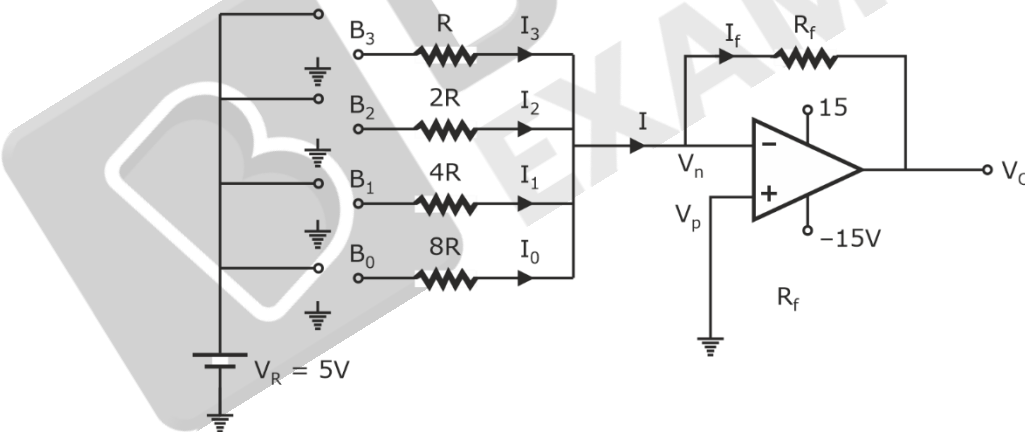 B3 R I3
B2 2R I2
B1 4R I1
B0 8R I0
VR = 5V
I
If Rf
Vn
Vp
15
–15V
VO
Rf
EXAM